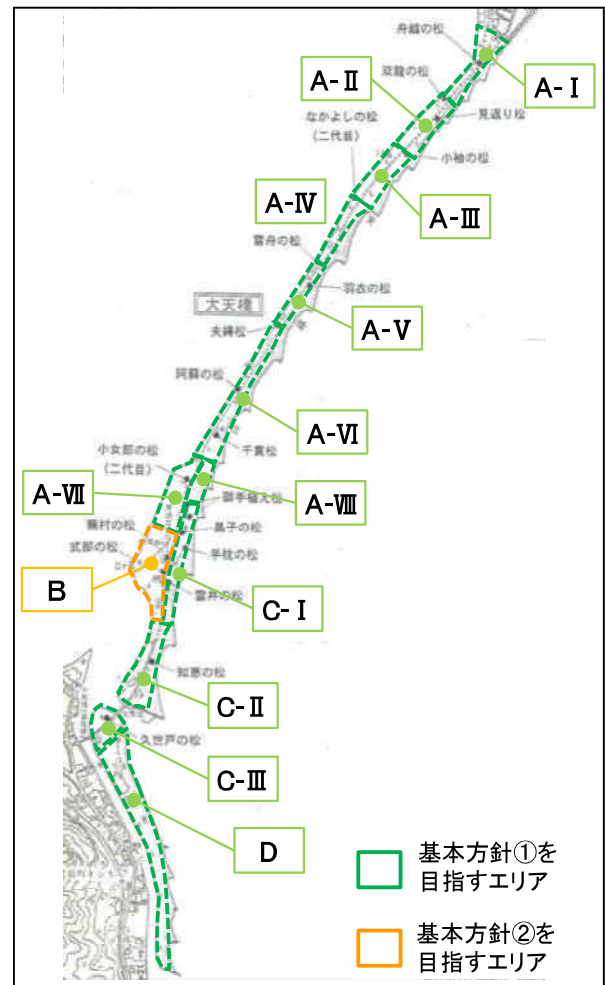 舟越の松
A-Ⅰ
双龍の松
A-Ⅱ
見返り松
なかよしの松
(二代目)
小袖の松
A-Ⅲ
A-Ⅳ
雪舟の松
羽衣の松
大天橋
A-Ⅴ
夫婦松
阿蘇の松
A-Ⅵ
千貫松
小女郎の松
(二代目)
A-Ⅶ
A-Ⅷ
御手植え松
蕪村の松
晶子の松
式部の松
手枕の松
B
雲井の松
C-Ⅰ
知恵の松
C-Ⅱ
久世戸の松
C-Ⅲ
D
基本方針①を
目指すエリア
基本方針②を
目指すエリア